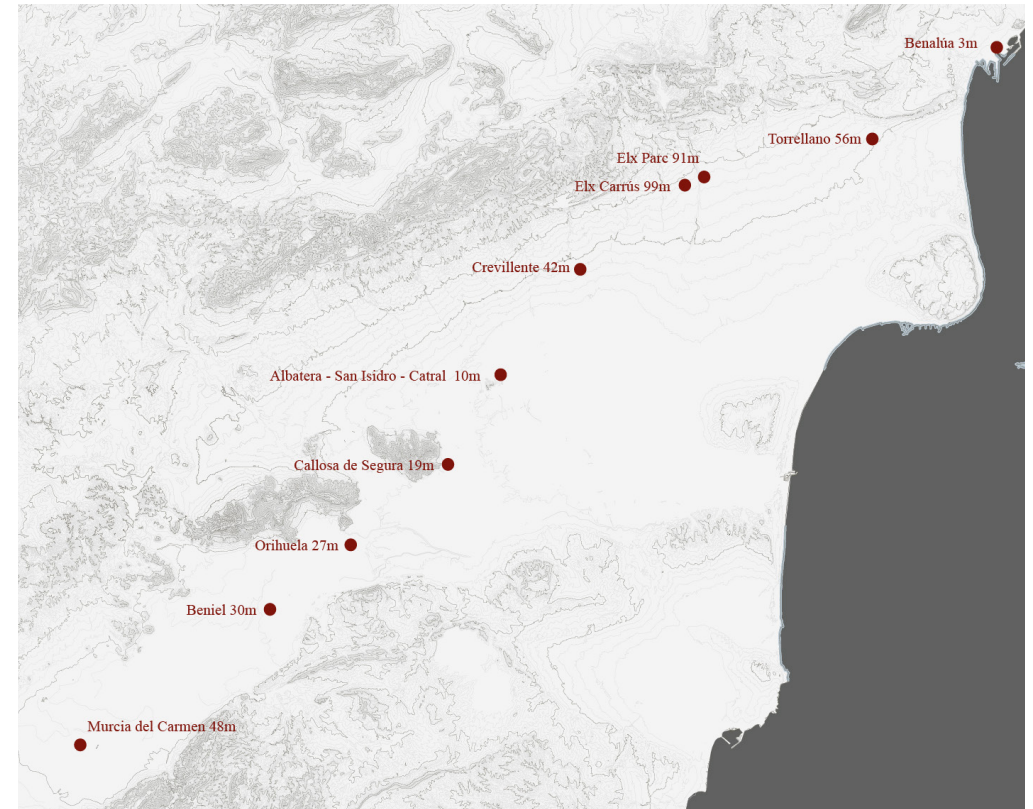 Benalúa 3m
Torrellano 56m
Elx Parc 91m
Elx Carrús 99m
Crevillente 42m
Albatera - San Isidro - Catral 10m
Callosa de Segura 19m
Orihuela 27m
Beniel 30m
Murcia del Carmen 48m